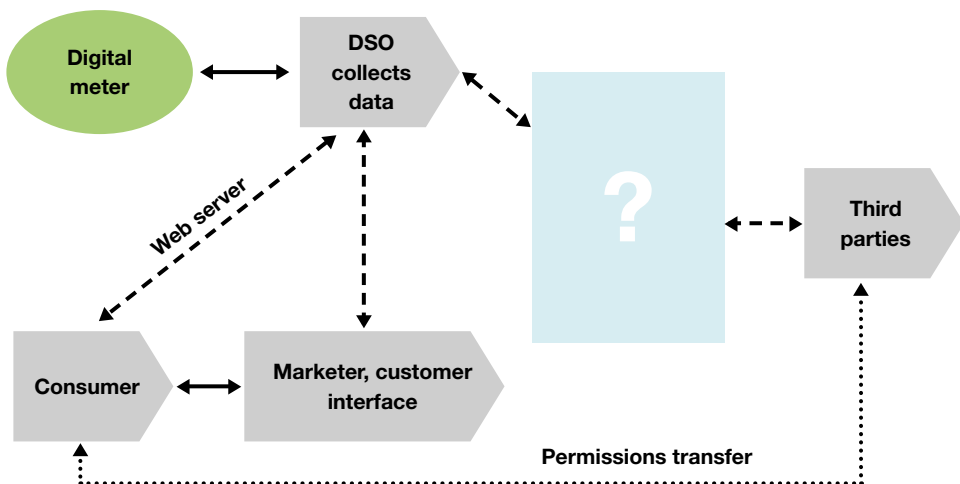 Digital
meter
DSO
collects
data
?
Third
parties
Web server
Consumer
Marketer, customer
interface
Permissions transfer